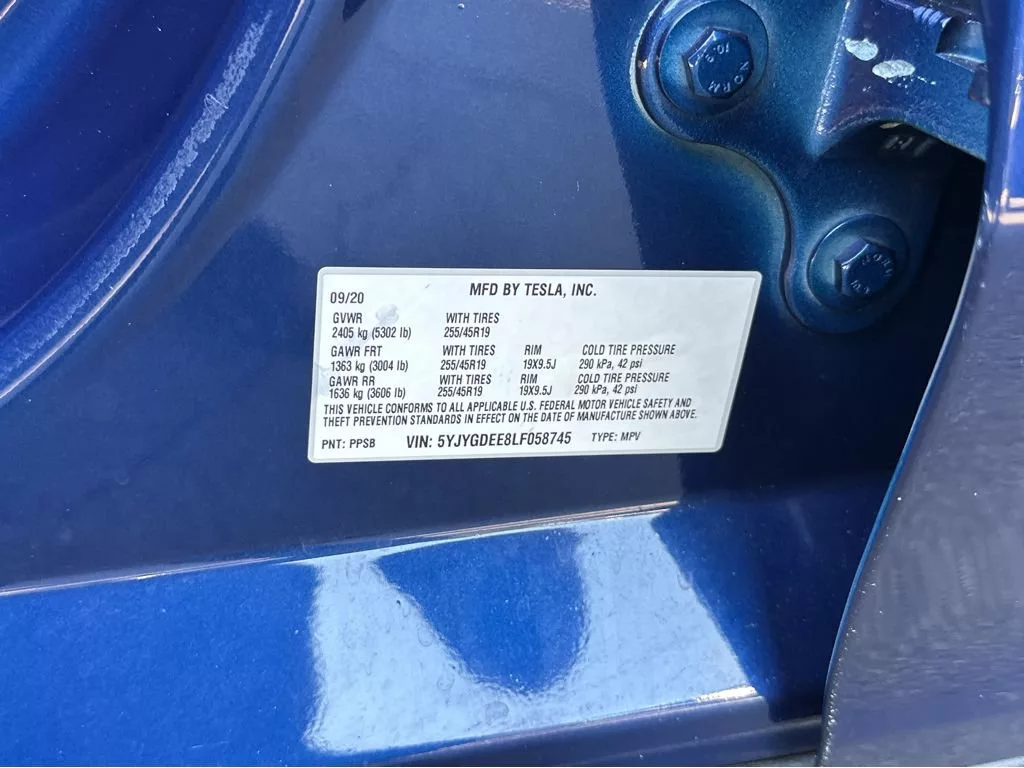 10.9
NORM
NORM
09/20 MFD BY TESLA, INC.
GVWR WITH TIRES
2405 kg (5302 lb) 255/45R19
GAWR FRT WITH TIRES RIM COLD TIRE PRESSURE
1363 kg (3004 lb) 255/45R19 19X9.5J 290 kPa, 42 psi
GAWR RR WITH TIRES RIM COLD TIRE PRESSURE
1636 kg (3606 lb) 255/45R19 19X9.5J 290 kPa, 42 psi
THIS VEHICLE CONFORMS TO ALL APPLICABLE U.S. FEDERAL MOTOR VEHICLE SAFETY AND
THEFT PREVENTION STANDARDS IN EFFECT ON THE DATE OF MANUFACTURE SHOWN ABOVE.
PNT: PPSB VIN: 5YJYGDEE8LF058745 TYPE: MPV